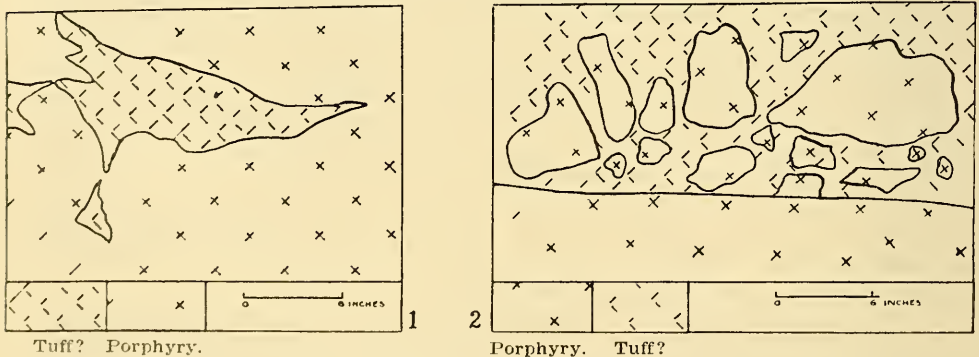 0 6 INCHES
1
Tuff? Porphyry.
0 6 INCHES
2
Porphyry. Tuff?